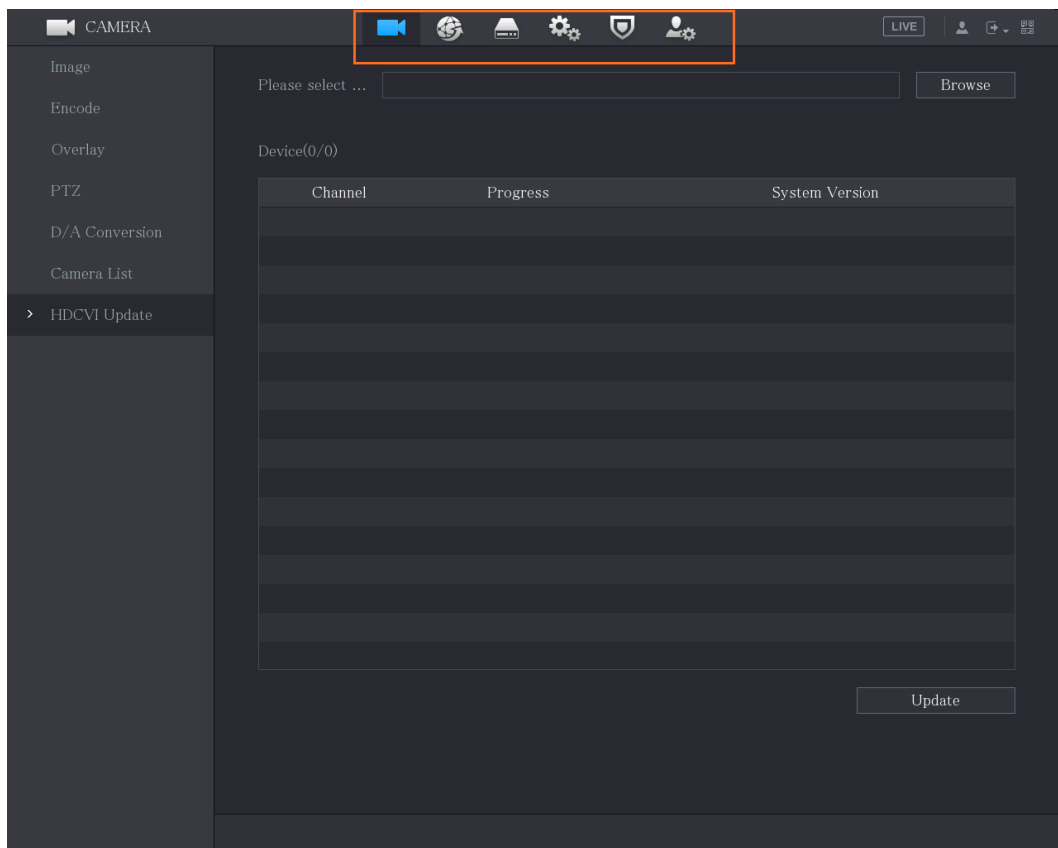 CAMERA
LIVE
Image
Encode
Overlay
PTZ
D/A Conversion
Camera List
HDCVI Update
Please select ...
Browse
Device(0/0)
Channel Progress System Version
Update